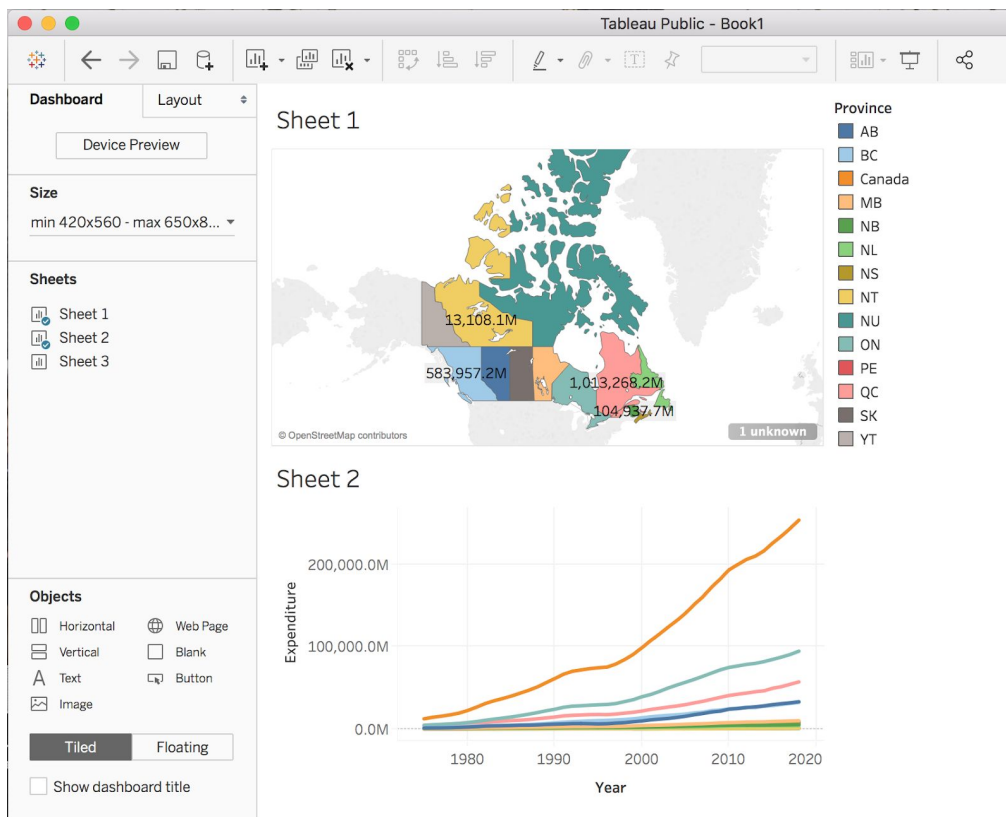 Tableau Public - Book1
Dashboard
Layout
Device Preview
Size
min 420x560 - max 650x8...
Sheets
Sheet 1
Sheet 2
Sheet 3
Objects
Horizontal
Web Page
Vertical
Blank
A Text
Button
Image
Tiled
Floating
Show dashboard title
Sheet 1
13,108.1M
583,957.2M
1,013,268.2M
104,937.7M
© OpenStreetMap contributors
1 unknown
Province
AB
BC
Canada
MB
NB
NL
NS
NT
NU
ON
PE
QC
SK
YT
Sheet 2
Expenditure
200,000.0M
100,000.0M
0.0M
1980
1990
2000
2010
2020
Year